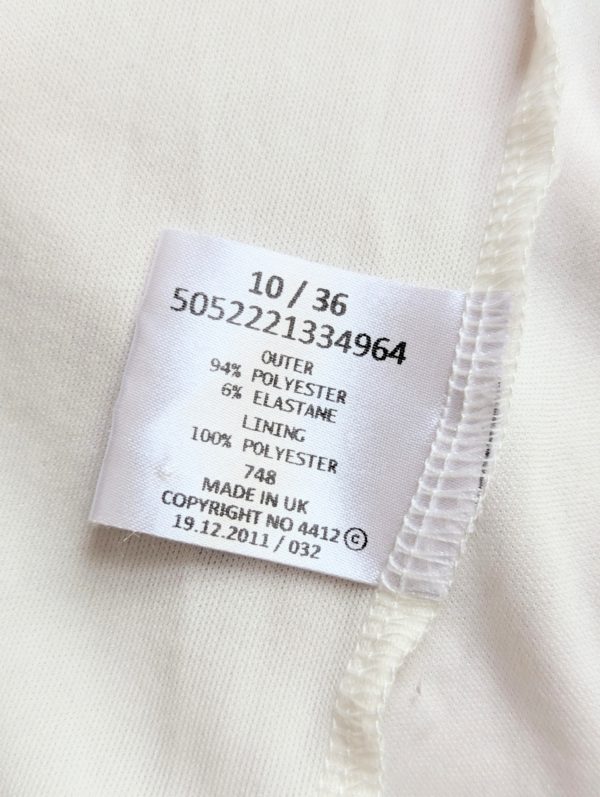 10 / 36
5052221334964
OUTER
94% POLYESTER
6% ELASTANE
LINING
100% POLYESTER
748
MADE IN UK
COPYRIGHT NO 4412 ©
19.12.2011 / 032